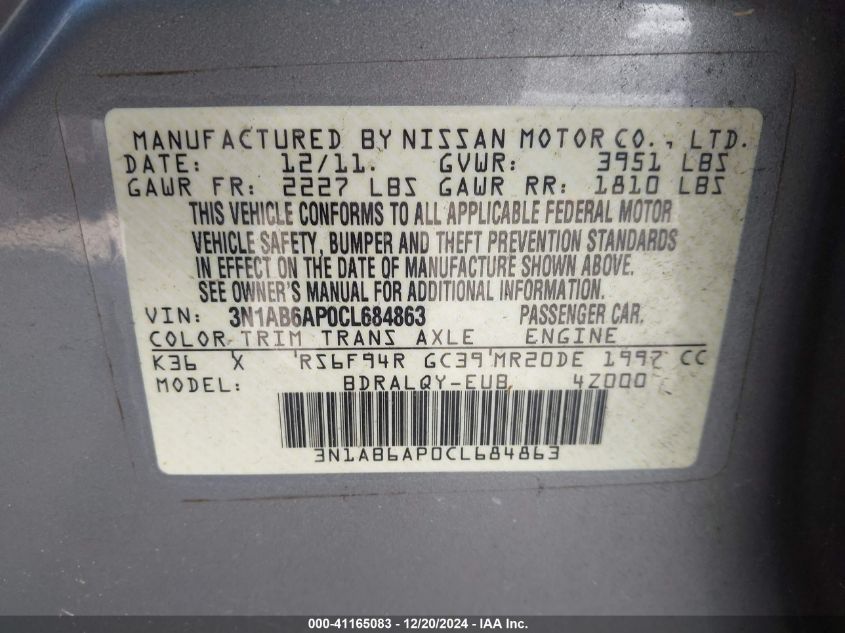 MANUFACTURED BY NISSAN MOTOR CO., LTD.
DATE: 12/11. GVWR: 3951 LBS
GAWR FR: 2227 LBS GAWR RR: 1810 LBS
THIS VEHICLE CONFORMS TO ALL APPLICABLE FEDERAL MOTOR
VEHICLE SAFETY, BUMPER AND THEFT PREVENTION STANDARDS
IN EFFECT ON THE DATE OF MANUFACTURE SHOWN ABOVE.
SEE OWNER'S MANUAL FOR ADDITIONAL INFORMATION
VIN: 3N1AB6AP0CL684863 PASSENGER CAR.
COLOR TRIM TRANS AXLE ENGINE
K36 X RS6F94R GC39 MR20DE 1997 CC
MODEL: BDRALQY-EUB 4Z000
3N1AB6AP0CL684863
000-41165083 - 12/20/2024 - IAA Inc.